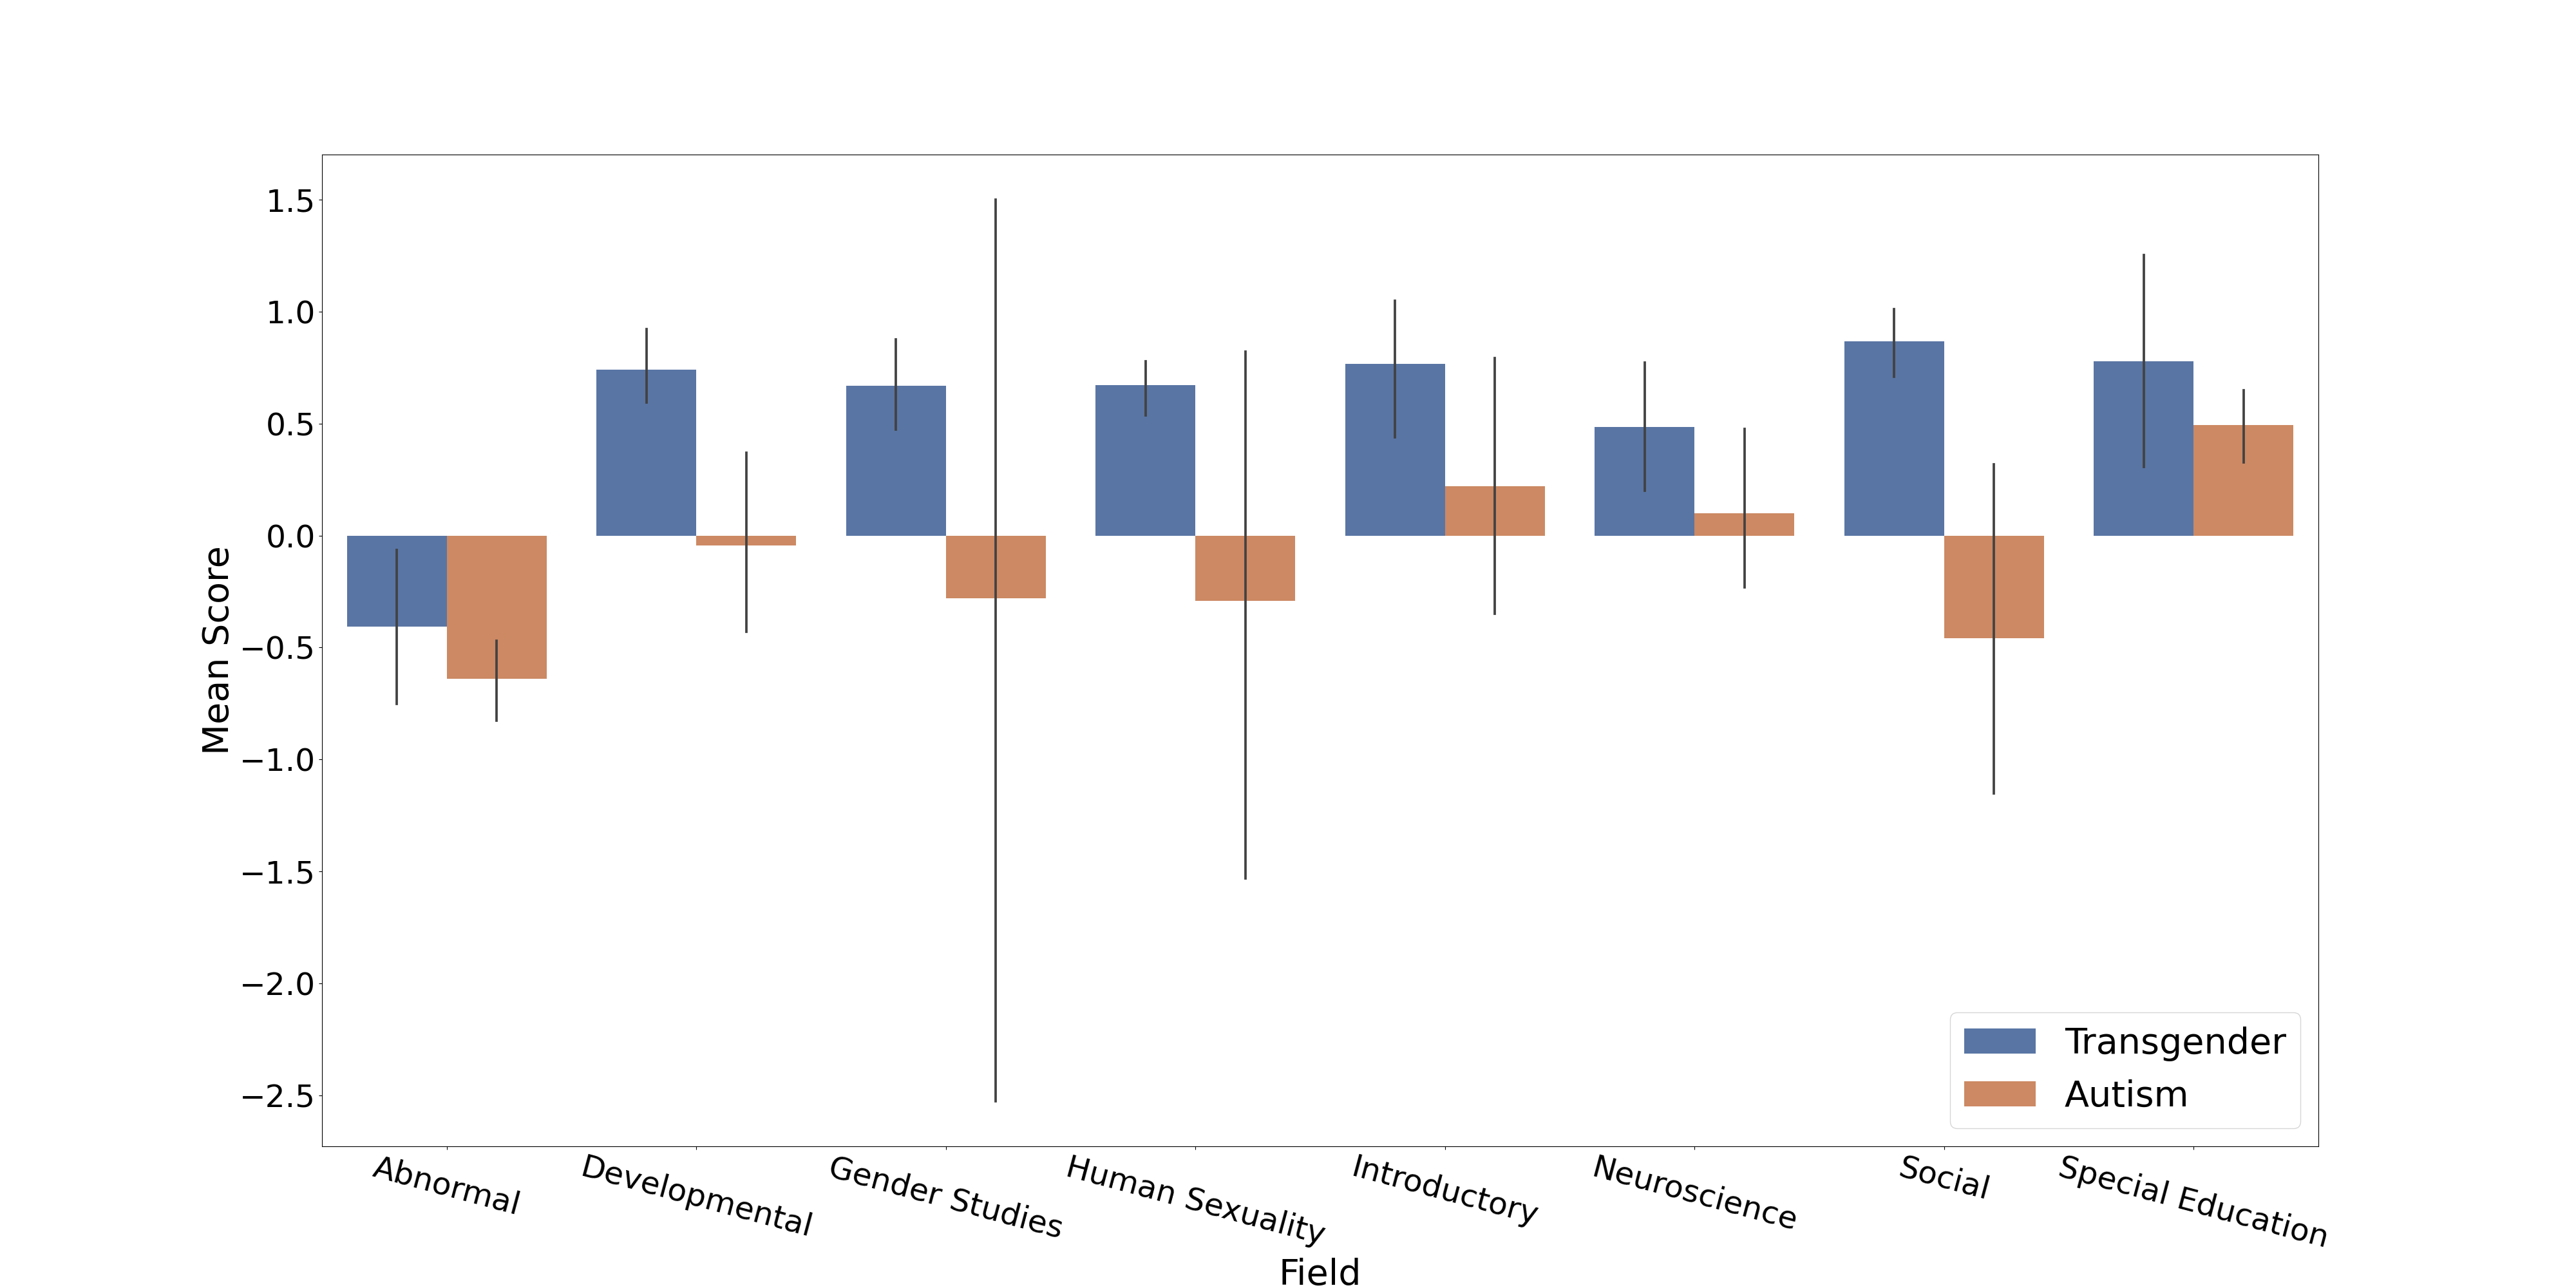 Mean Score
1.5
1.0
0.5
0.0
−0.5
−1.0
−1.5
−2.0
−2.5
Transgender
Autism
Abnormal
Developmental
Gender Studies
Human Sexuality
Introductory
Neuroscience
Social
Special Education
Field